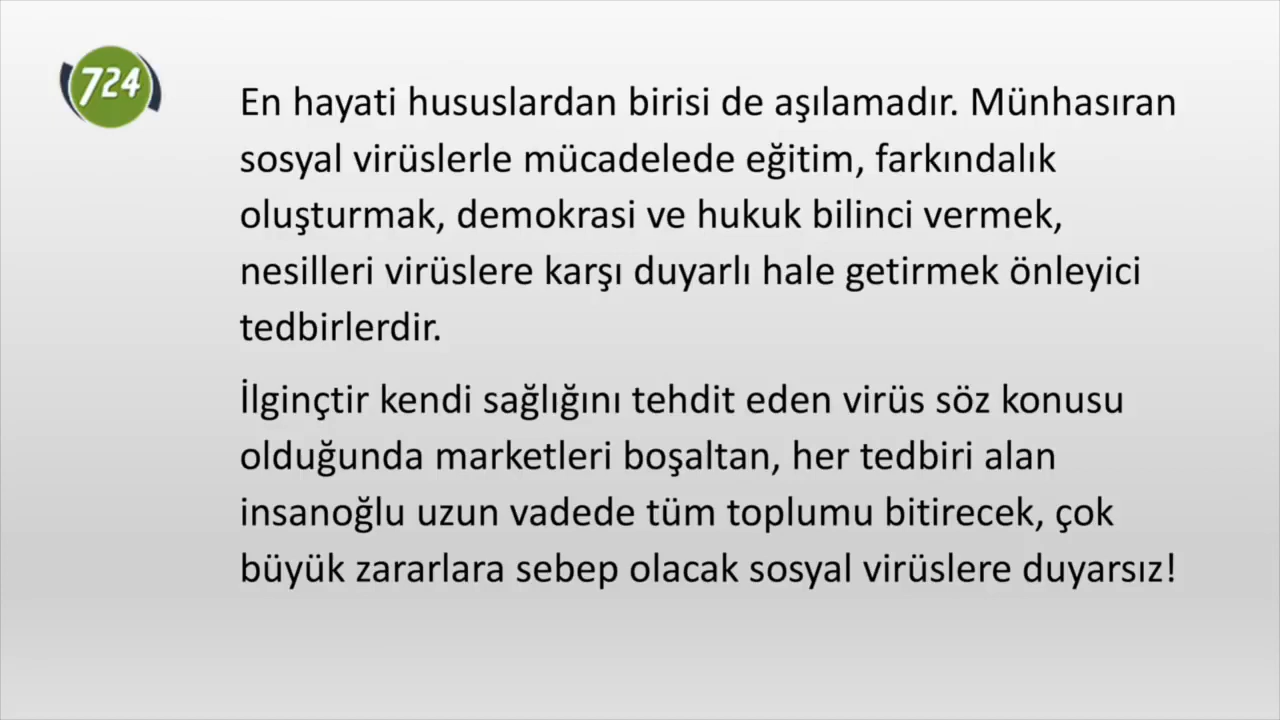 724
En hayati hususlardan birisi de aşılamadır. Münhasıran
sosyal virüslerle mücadelede eğitim, farkındalık
oluşturmak, demokrasi ve hukuk bilinci vermek,
nesilleri virüslere karşı duyarlı hale getirmek önleyici
tedbirlerdir.
İlginçtir kendi sağlığını tehdit eden virüs söz konusu
olduğunda marketleri boşaltan, her tedbiri alan
insanoğlu uzun vadede tüm toplumu bitirecek, çok
büyük zararlara sebep olacak sosyal virüslere duyarsız!